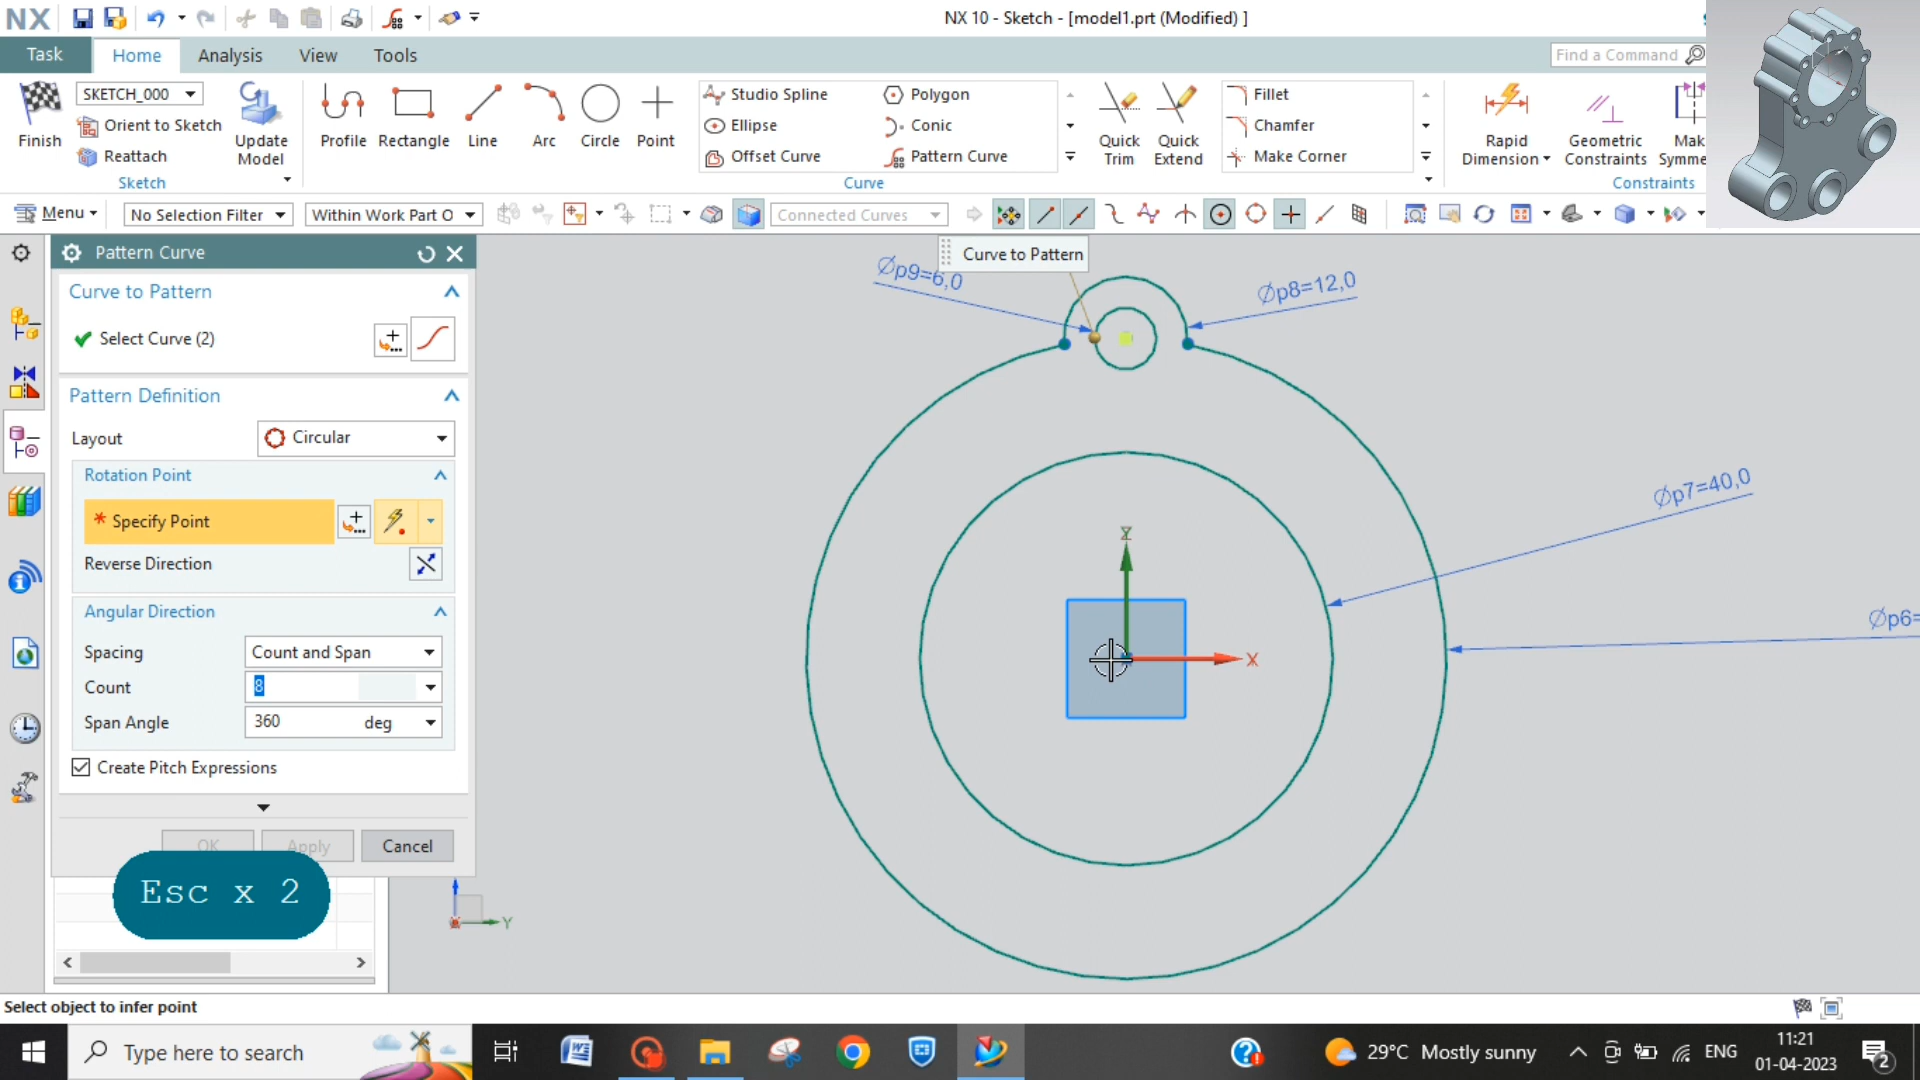 NX
NX 10 - Sketch - [model1.prt (Modified) ]
Task
Home
Analysis
View
Tools
Find a Command
Finish
SKETCH_000
Orient to Sketch
Reattach
Update
Model
Sketch
Profile
Rectangle
Line
Arc
Circle
Point
Studio Spline
Ellipse
Offset Curve
Polygon
Conic
Pattern Curve
Curve
Quick
Trim
Quick
Extend
Fillet
Chamfer
Make Corner
Rapid
Dimension
Geometric
Constraints
Mak
Symme
Constraints
Menu
No Selection Filter
Within Work Part O
Connected Curves
Pattern Curve
Curve to Pattern
Select Curve (2)
Pattern Definition
Layout
Circular
Rotation Point
* Specify Point
Reverse Direction
Angular Direction
Spacing
Count and Span
Count
8
Span Angle
360
deg
Create Pitch Expressions
OK
Apply
Cancel
Esc x 2
Curve to Pattern
Øp9=6,0
Øp8=12,0
Øp7=40,0
Øp6=
Z
X
Y
Select object to infer point
Type here to search
29°C Mostly sunny
ENG
11:21
01-04-2023
2